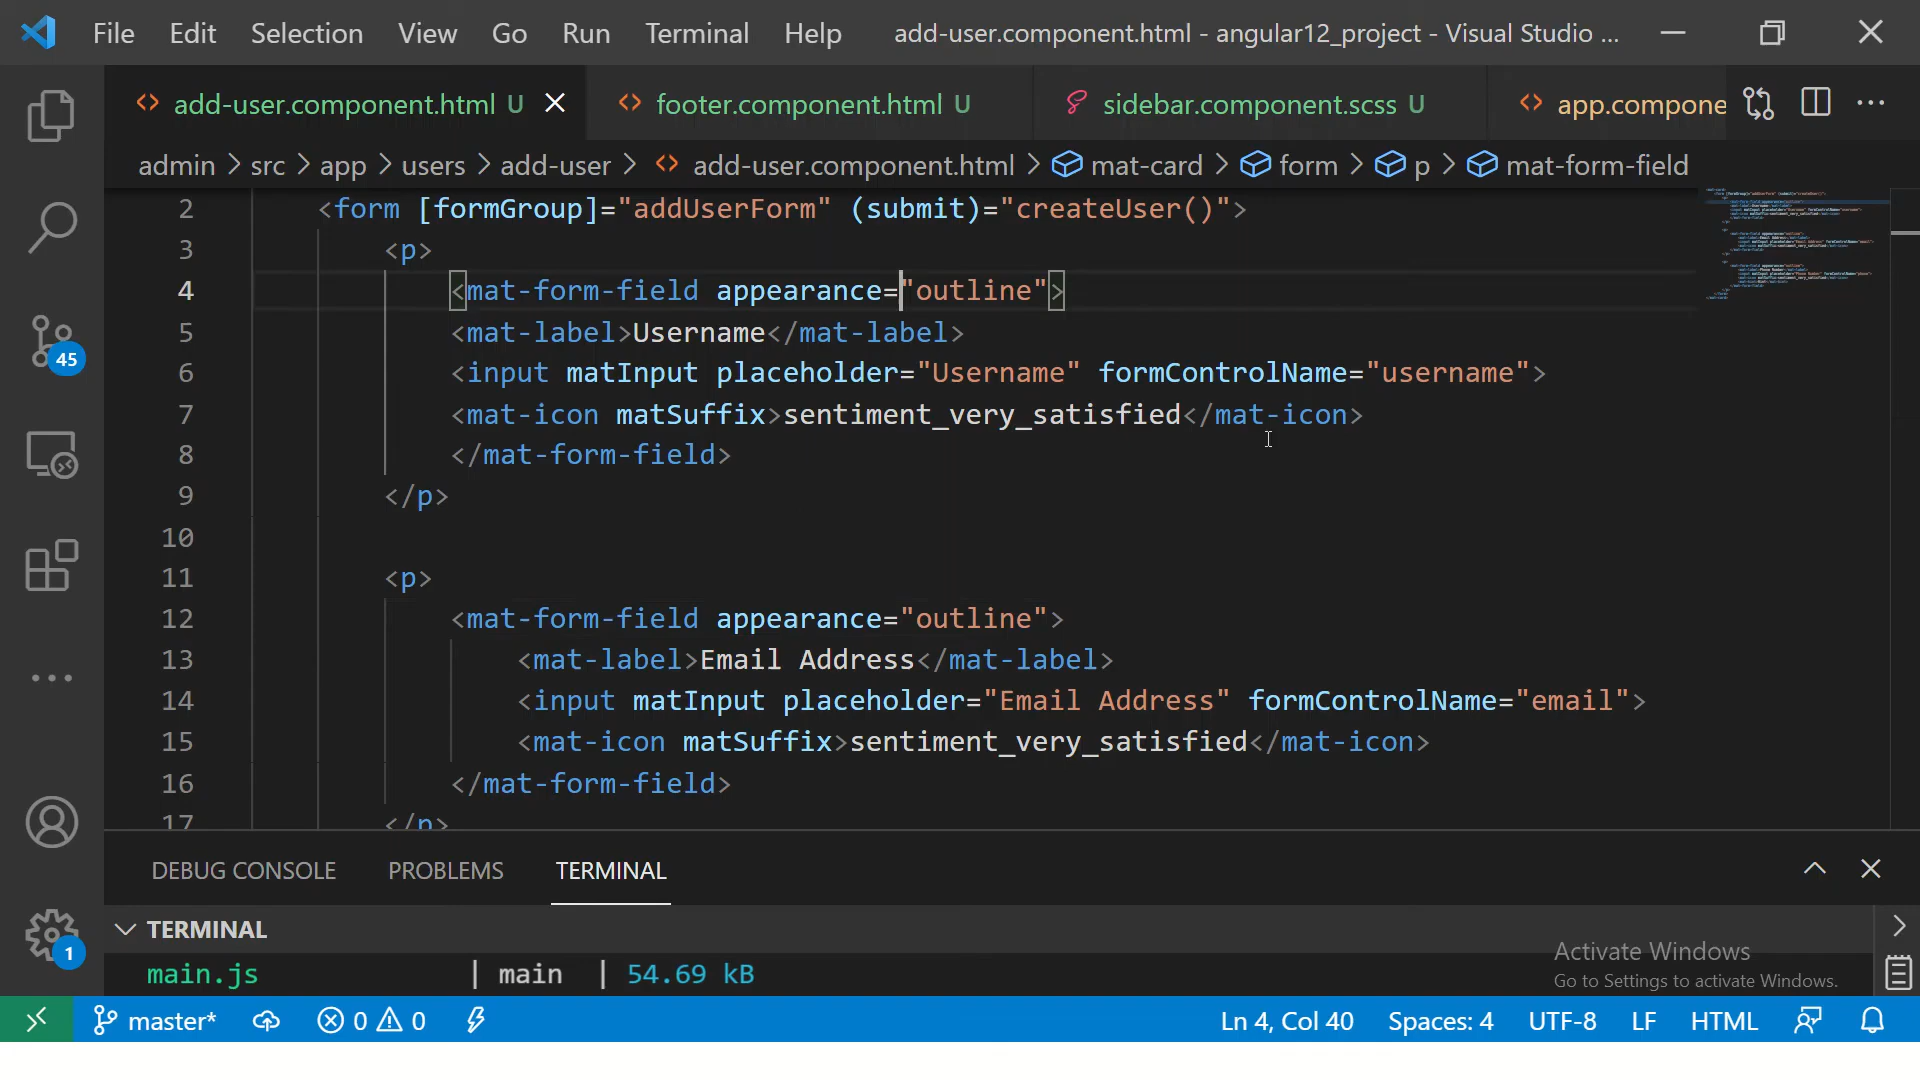 File Edit Selection View Go Run Terminal Help add-user.component.html - angular12_project - Visual Studio ...
add-user.component.html U footer.component.html U sidebar.component.scss U app.compone
admin > src > app > users > add-user > add-user.component.html > mat-card > form > p > mat-form-field
2 <form [formGroup]="addUserForm" (submit)="createUser()">
3 <p>
4 <mat-form-field appearance="outline">
5 <mat-label>Username</mat-label>
6 <input matInput placeholder="Username" formControlName="username">
7 <mat-icon matSuffix>sentiment_very_satisfied</mat-icon>
8 </mat-form-field>
9 </p>
10
11 <p>
12 <mat-form-field appearance="outline">
13 <mat-label>Email Address</mat-label>
14 <input matInput placeholder="Email Address" formControlName="email">
15 <mat-icon matSuffix>sentiment_very_satisfied</mat-icon>
16 </mat-form-field>
17 </p>
45
1
DEBUG CONSOLE PROBLEMS TERMINAL
TERMINAL
main.js | main | 54.69 kB
Activate Windows
Go to Settings to activate Windows.
master* 0 0 Ln 4, Col 40 Spaces: 4 UTF-8 LF HTML